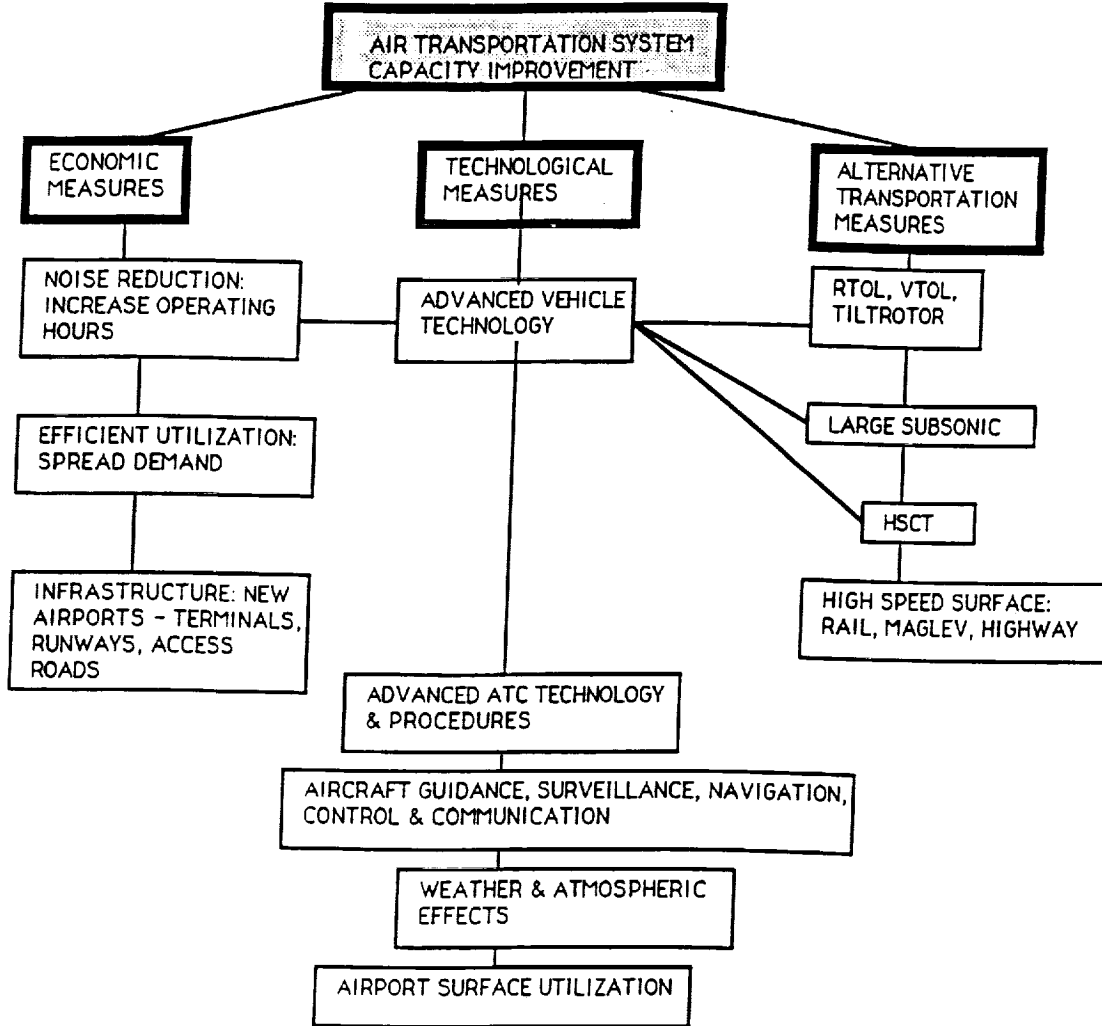 AIR TRANSPORTATION SYSTEM
CAPACITY IMPROVEMENT
ECONOMIC
MEASURES
TECHNOLOGICAL
MEASURES
ALTERNATIVE
TRANSPORTATION
MEASURES
NOISE REDUCTION:
INCREASE OPERATING
HOURS
ADVANCED VEHICLE
TECHNOLOGY
RTOL, VTOL,
TILTROTOR
EFFICIENT UTILIZATION:
SPREAD DEMAND
LARGE SUBSONIC
HSCT
INFRASTRUCTURE: NEW
AIRPORTS - TERMINALS,
RUNWAYS, ACCESS
ROADS
HIGH SPEED SURFACE:
RAIL, MAGLEV, HIGHWAY
ADVANCED ATC TECHNOLOGY
& PROCEDURES
AIRCRAFT GUIDANCE, SURVEILLANCE, NAVIGATION,
CONTROL & COMMUNICATION
WEATHER & ATMOSPHERIC
EFFECTS
AIRPORT SURFACE UTILIZATION